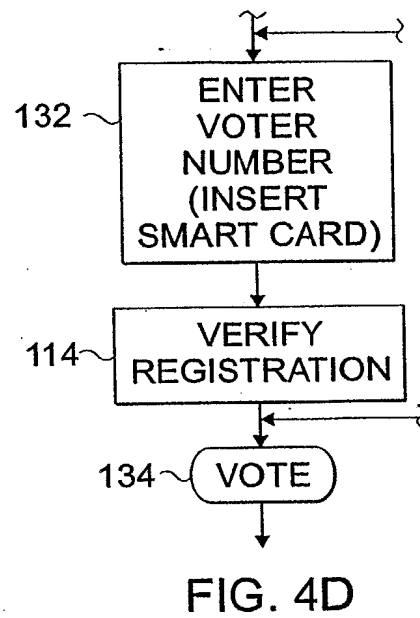 132
ENTER
VOTER
NUMBER
(INSERT
SMART CARD)
114
VERIFY
REGISTRATION
134
VOTE
FIG. 4D